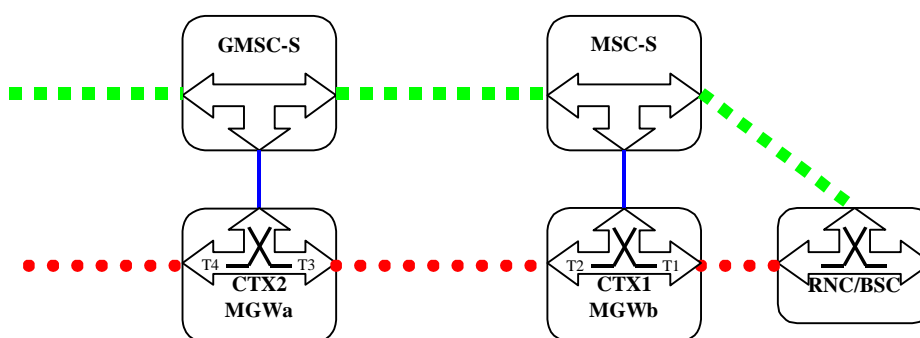 GMSC-S
MSC-S
T4 T3
CTX2
MGWa
T2 T1
CTX1
MGWb
RNC/BSC